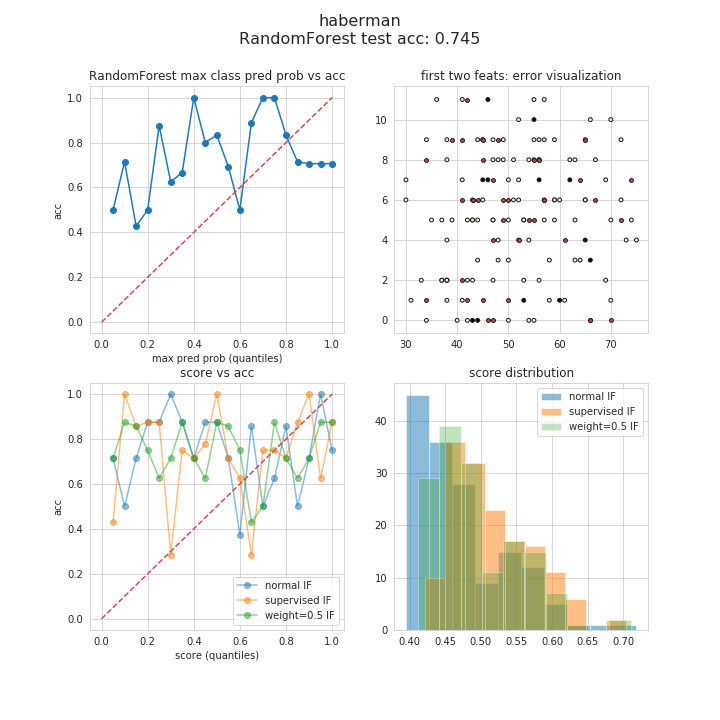 haberman
RandomForest test acc: 0.745
RandomForest max class pred prob vs acc
1.0
0.8
0.6
0.4
0.2
0.0
acc
0.0 0.2 0.4 0.6 0.8 1.0
max pred prob (quantiles)
first two feats: error visualization
10
8
6
4
2
0
30 40 50 60 70
score vs acc
1.0
0.8
0.6
0.4
0.2
0.0
acc
normal IF
supervised IF
weight=0.5 IF
0.0 0.2 0.4 0.6 0.8 1.0
score (quantiles)
score distribution
normal IF
supervised IF
weight=0.5 IF
40
30
20
10
0
0.40 0.45 0.50 0.55 0.60 0.65 0.70